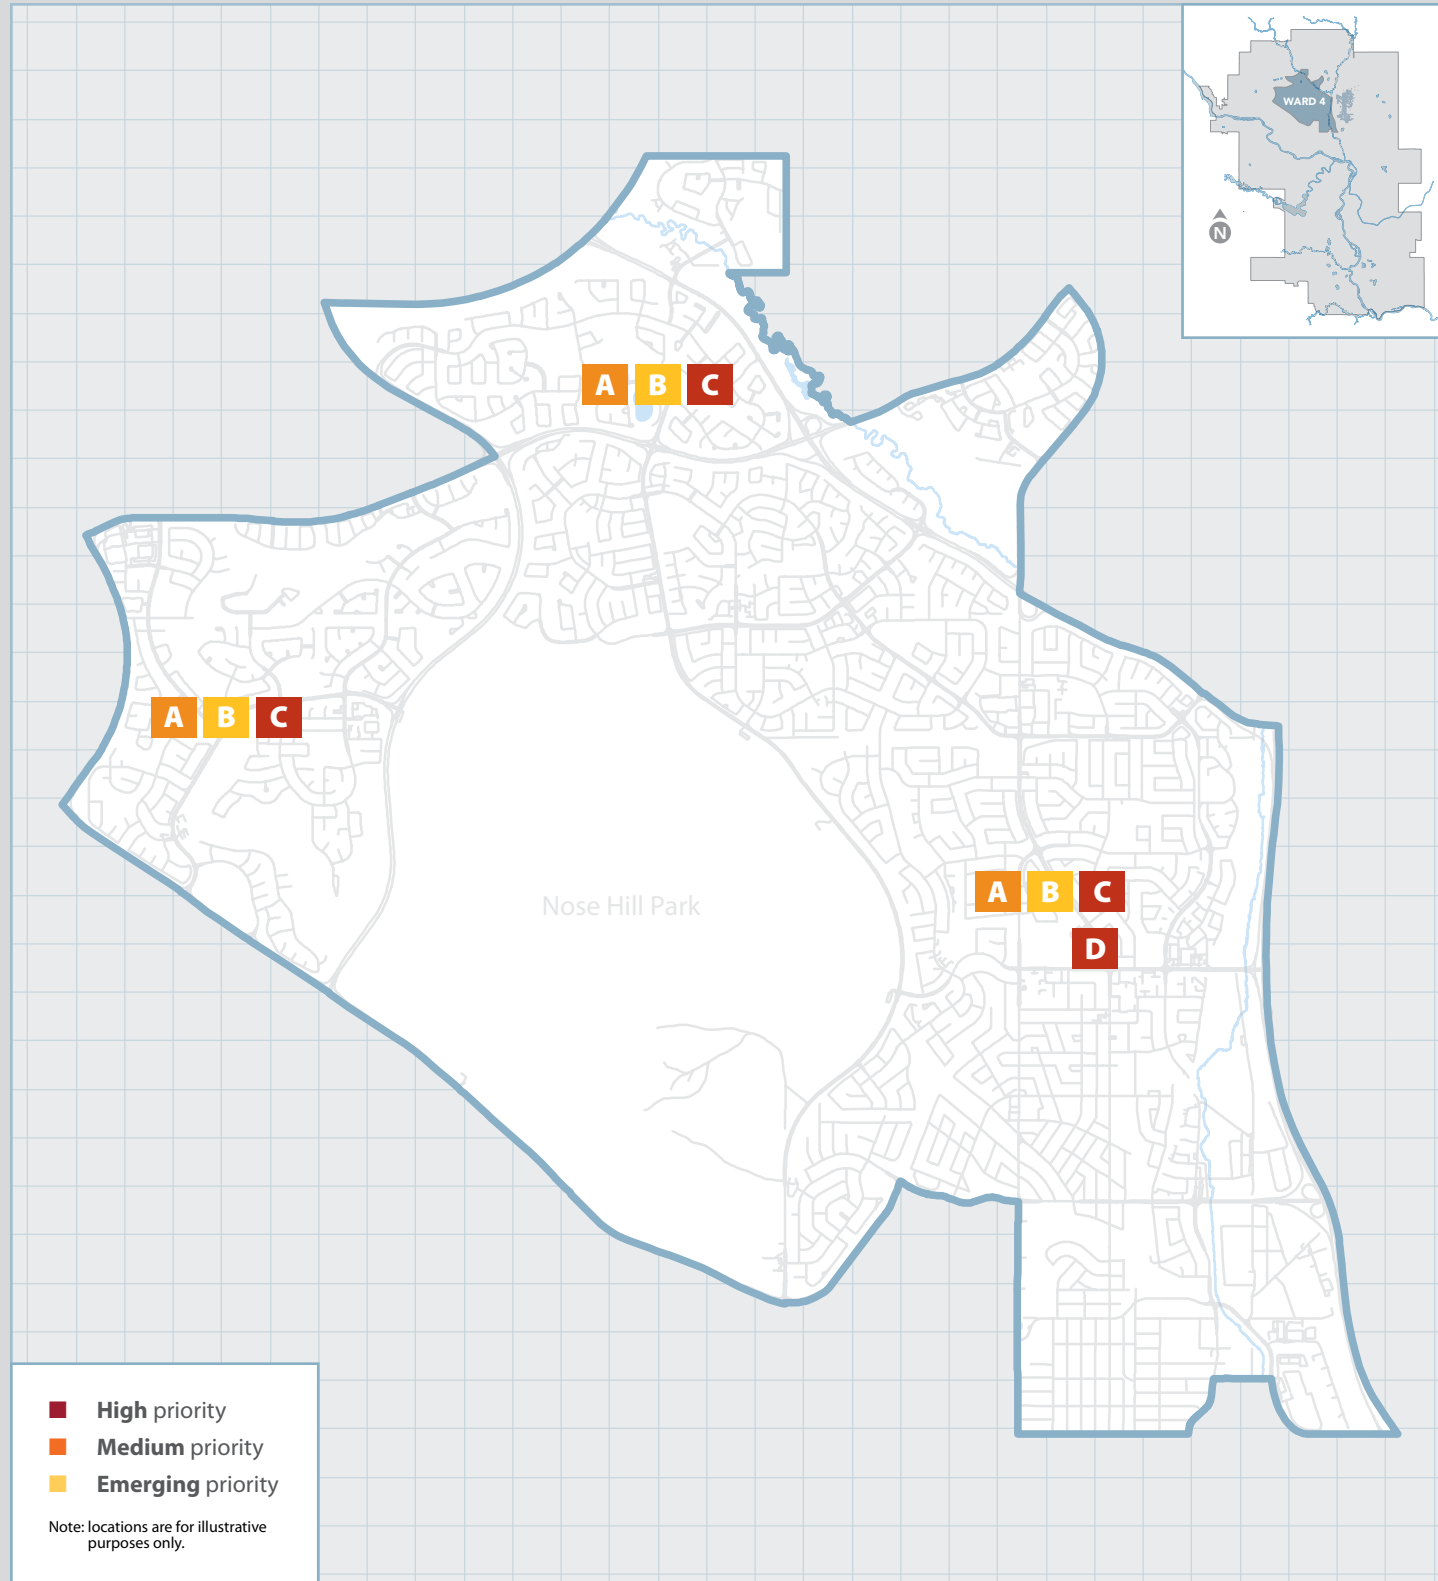 WARD 4
N
A B C
A B C
Nose Hill Park
A B C
D
High priority
Medium priority
Emerging priority
Note: locations are for illustrative
purposes only.